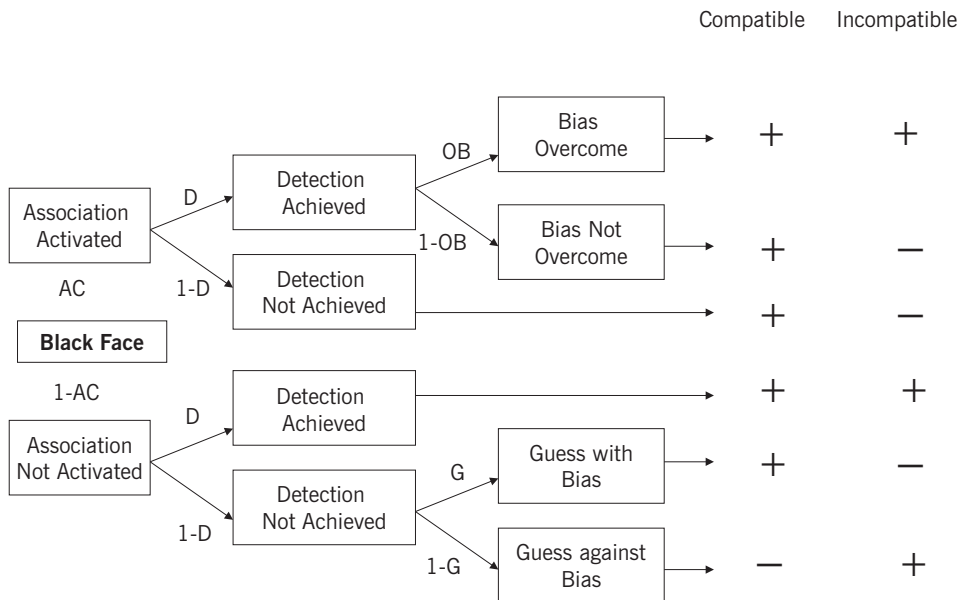 Compatible Incompatible
Bias
Overcome
+ +
OB
Detection
Achieved
D
Association
Activated
1-OB
Bias Not
Overcome
+ −
AC
1-D
Detection
Not Achieved
+ −
Black Face
1-AC
Detection
Achieved
+ +
D
Association
Not Activated
G
Guess with
Bias
+ −
1-D
Detection
Not Achieved
1-G
Guess against
Bias
− +